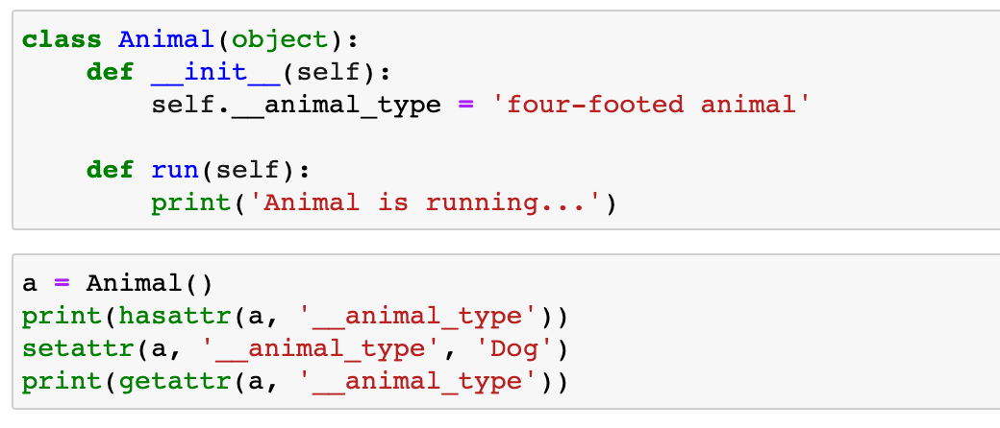 class Animal(object):
    def __init__(self):
        self.__animal_type = 'four-footed animal'

    def run(self):
        print('Animal is running...')

a = Animal()
print(hasattr(a, '__animal_type'))
setattr(a, '__animal_type', 'Dog')
print(getattr(a, '__animal_type'))